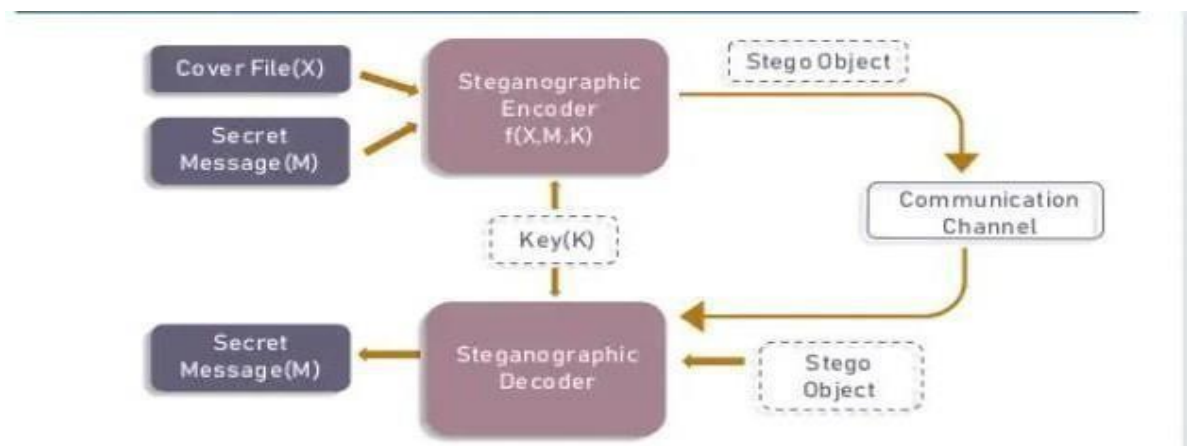 Cover File(X)
Secret
Message(M)
Steganographic
Encoder
f(X,M,K)
Stego Object
Communication
Channel
Key(K)
Secret
Message(M)
Steganographic
Decoder
Stego
Object